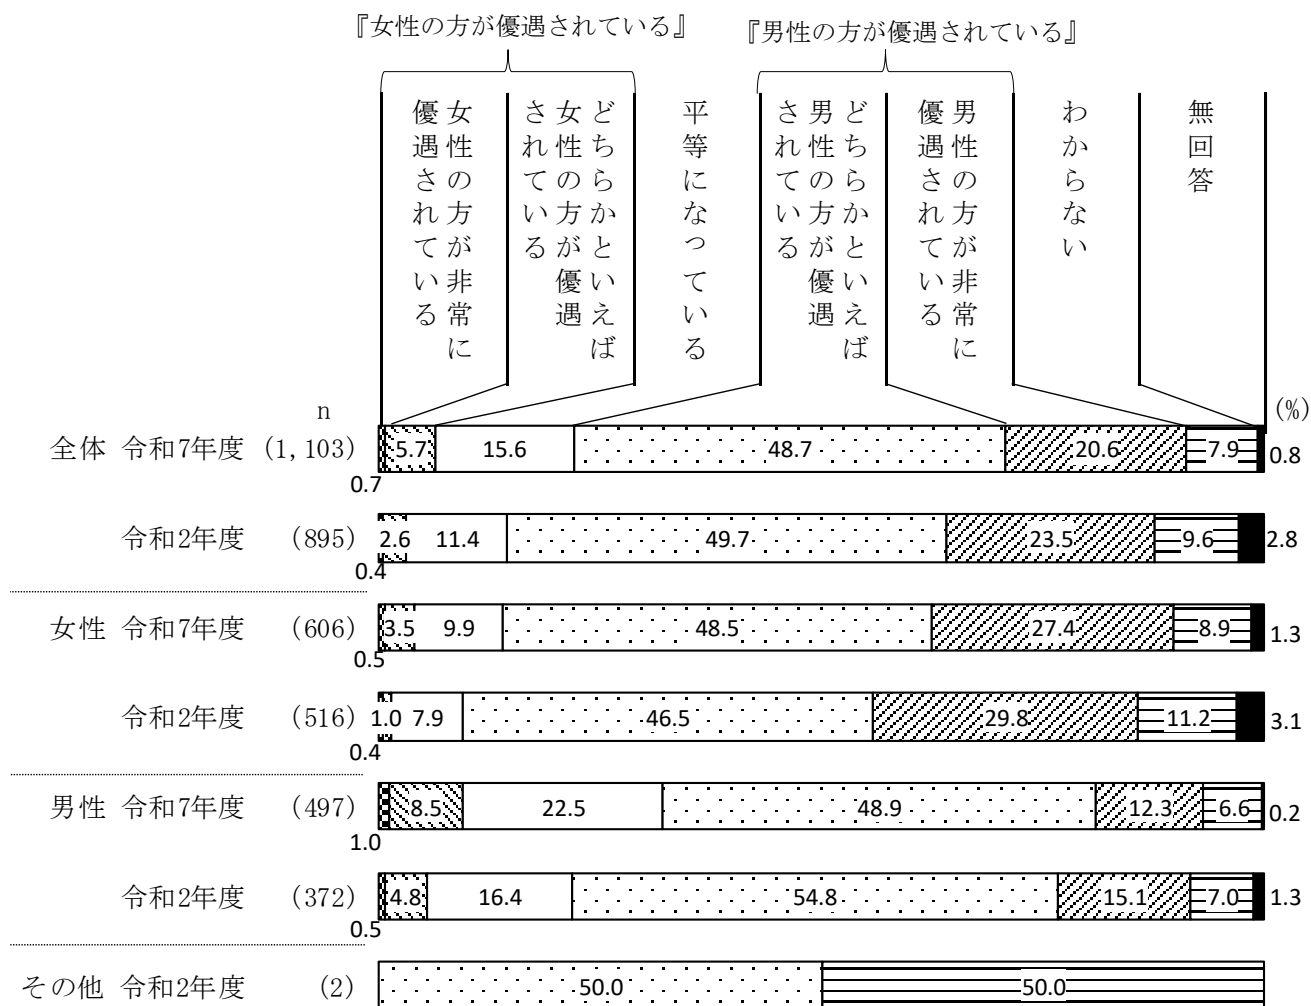 『女性の方が優遇されている』
『男性の方が優遇されている』
女性の方が非常に
優遇されている
どちらかといえば
女性の方が優遇
されている
平等になっている
どちらかといえば
男性の方が優遇
されている
男性の方が非常に
優遇されている
わからない
無回答
n
(%)
全体 令和7年度 (1,103) 5.7 15.6 48.7 20.6 7.9 0.8
0.7
令和2年度 (895) 2.6 11.4 49.7 23.5 9.6 2.8
0.4
女性 令和7年度 (606) 3.5 9.9 48.5 27.4 8.9 1.3
0.5
令和2年度 (516) 1.0 7.9 46.5 29.8 11.2 3.1
0.4
男性 令和7年度 (497) 8.5 22.5 48.9 12.3 6.6 0.2
1.0
令和2年度 (372) 4.8 16.4 54.8 15.1 7.0 1.3
0.5
その他 令和2年度 (2) 50.0 50.0